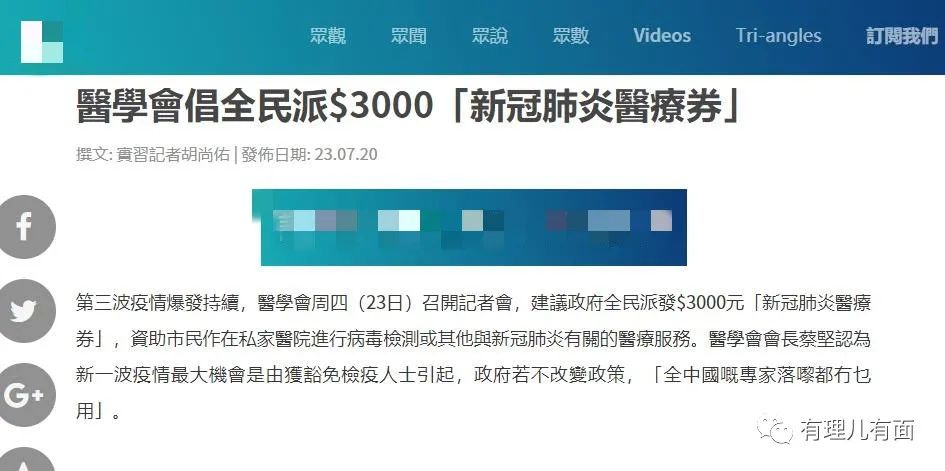 眾觀 眾聞 眾說 眾數 Videos Tri-angles 訂閱我們
醫學會倡全民派$3000「新冠肺炎醫療券」
撰文: 實習記者胡尚佑 | 發佈日期: 23.07.20
第三波疫情爆發持續，醫學會周四（23日）召開記者會，建議政府全民派發$3000元「新冠肺炎醫療
券」，資助市民作在私家醫院進行病毒檢測或其他與新冠肺炎有關的醫療服務。醫學會會長蔡堅認為
新一波疫情最大機會是由獲豁免檢疫人士引起，政府若不改變政策，「全中國嘅專家落嚟都冇乜
用」。
G+
有理儿有面